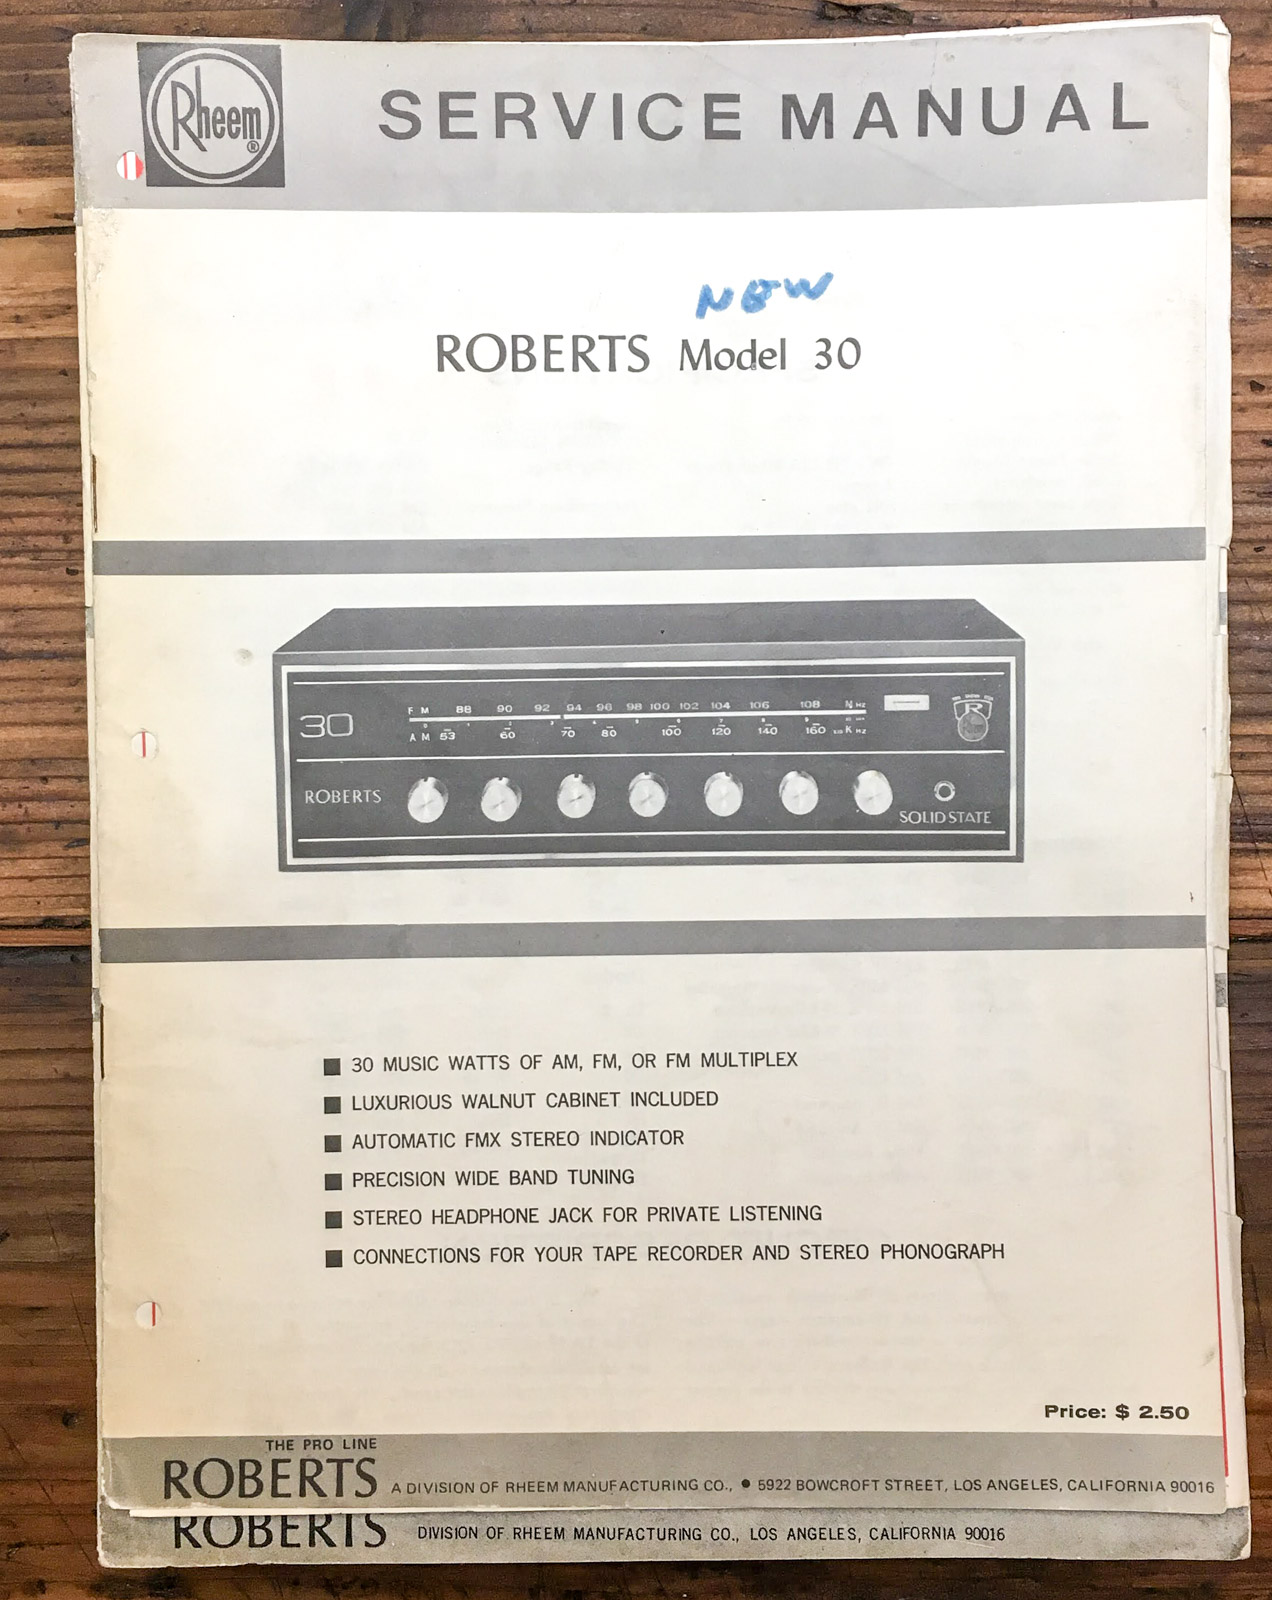 Rheem®
SERVICE MANUAL
NEW
ROBERTS Model 30
30
FM 88 90 92 94 96 98 100 102 104 106 108
AM 53 60 70 80 100 120 140 160
ROBERTS
R
SOLID STATE
■ 30 MUSIC WATTS OF AM, FM, OR FM MULTIPLEX
■ LUXURIOUS WALNUT CABINET INCLUDED
■ AUTOMATIC FMX STEREO INDICATOR
■ PRECISION WIDE BAND TUNING
■ STEREO HEADPHONE JACK FOR PRIVATE LISTENING
■ CONNECTIONS FOR YOUR TAPE RECORDER AND STEREO PHONOGRAPH
Price: $ 2.50
THE PRO LINE
ROBERTS A DIVISION OF RHEEM MANUFACTURING CO., ● 5922 BOWCROFT STREET, LOS ANGELES, CALIFORNIA 90016
ROBERTS DIVISION OF RHEEM MANUFACTURING CO., LOS ANGELES, CALIFORNIA 90016